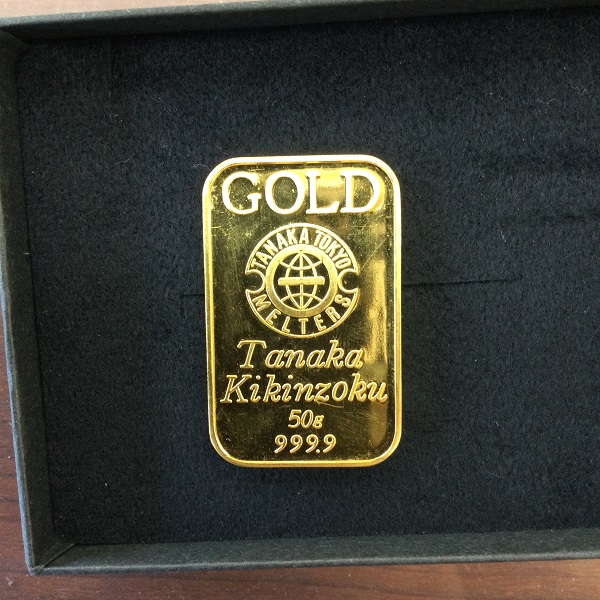 GOLD
TANAKA TOKYO
MELTERS
Tanaka
Kikinzoku
50g
999.9